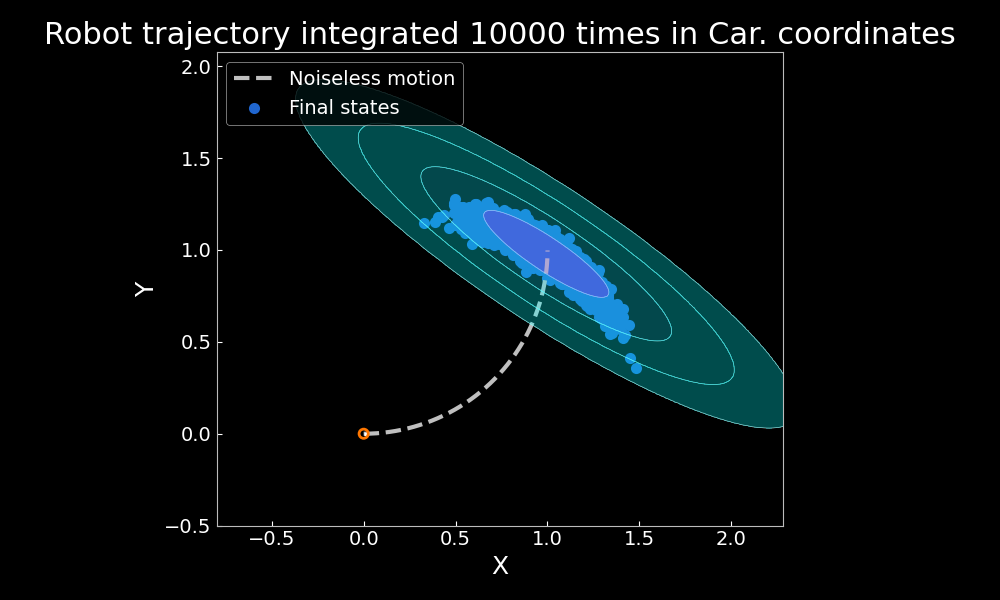 Robot trajectory integrated 10000 times in Car. coordinates
Noiseless motion
Final states
2.0
1.5
1.0
0.5
0.0
−0.5
Y
−0.5 0.0 0.5 1.0 1.5 2.0
X